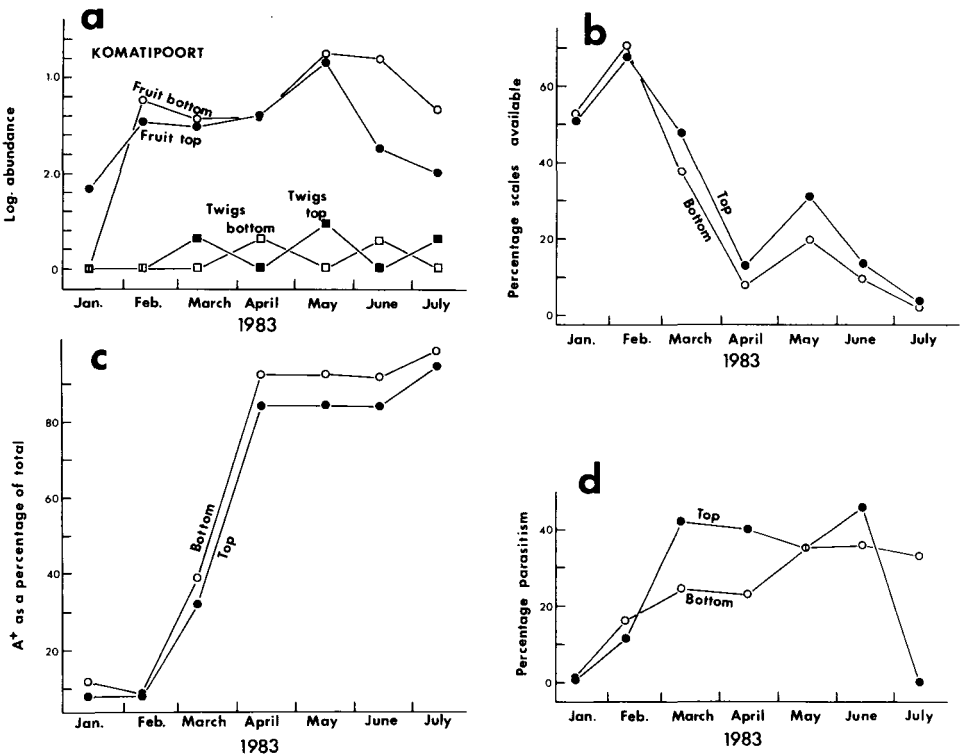 a
KOMATIPOORT
Log. abundance
1.0
2.0
0
Fruit bottom
Fruit top
Twigs bottom
Twigs top
Jan. Feb. March April May June July
1983
b
Percentage scales available
60
40
20
0
Top
Bottom
Jan. Feb. March April May June July
1983
c
A+ as a percentage of total
80
60
40
20
Bottom
Top
Jan. Feb. March April May June July
1983
d
Percentage parasitism
40
20
0
Top
Bottom
Jan. Feb. March April May June July
1983